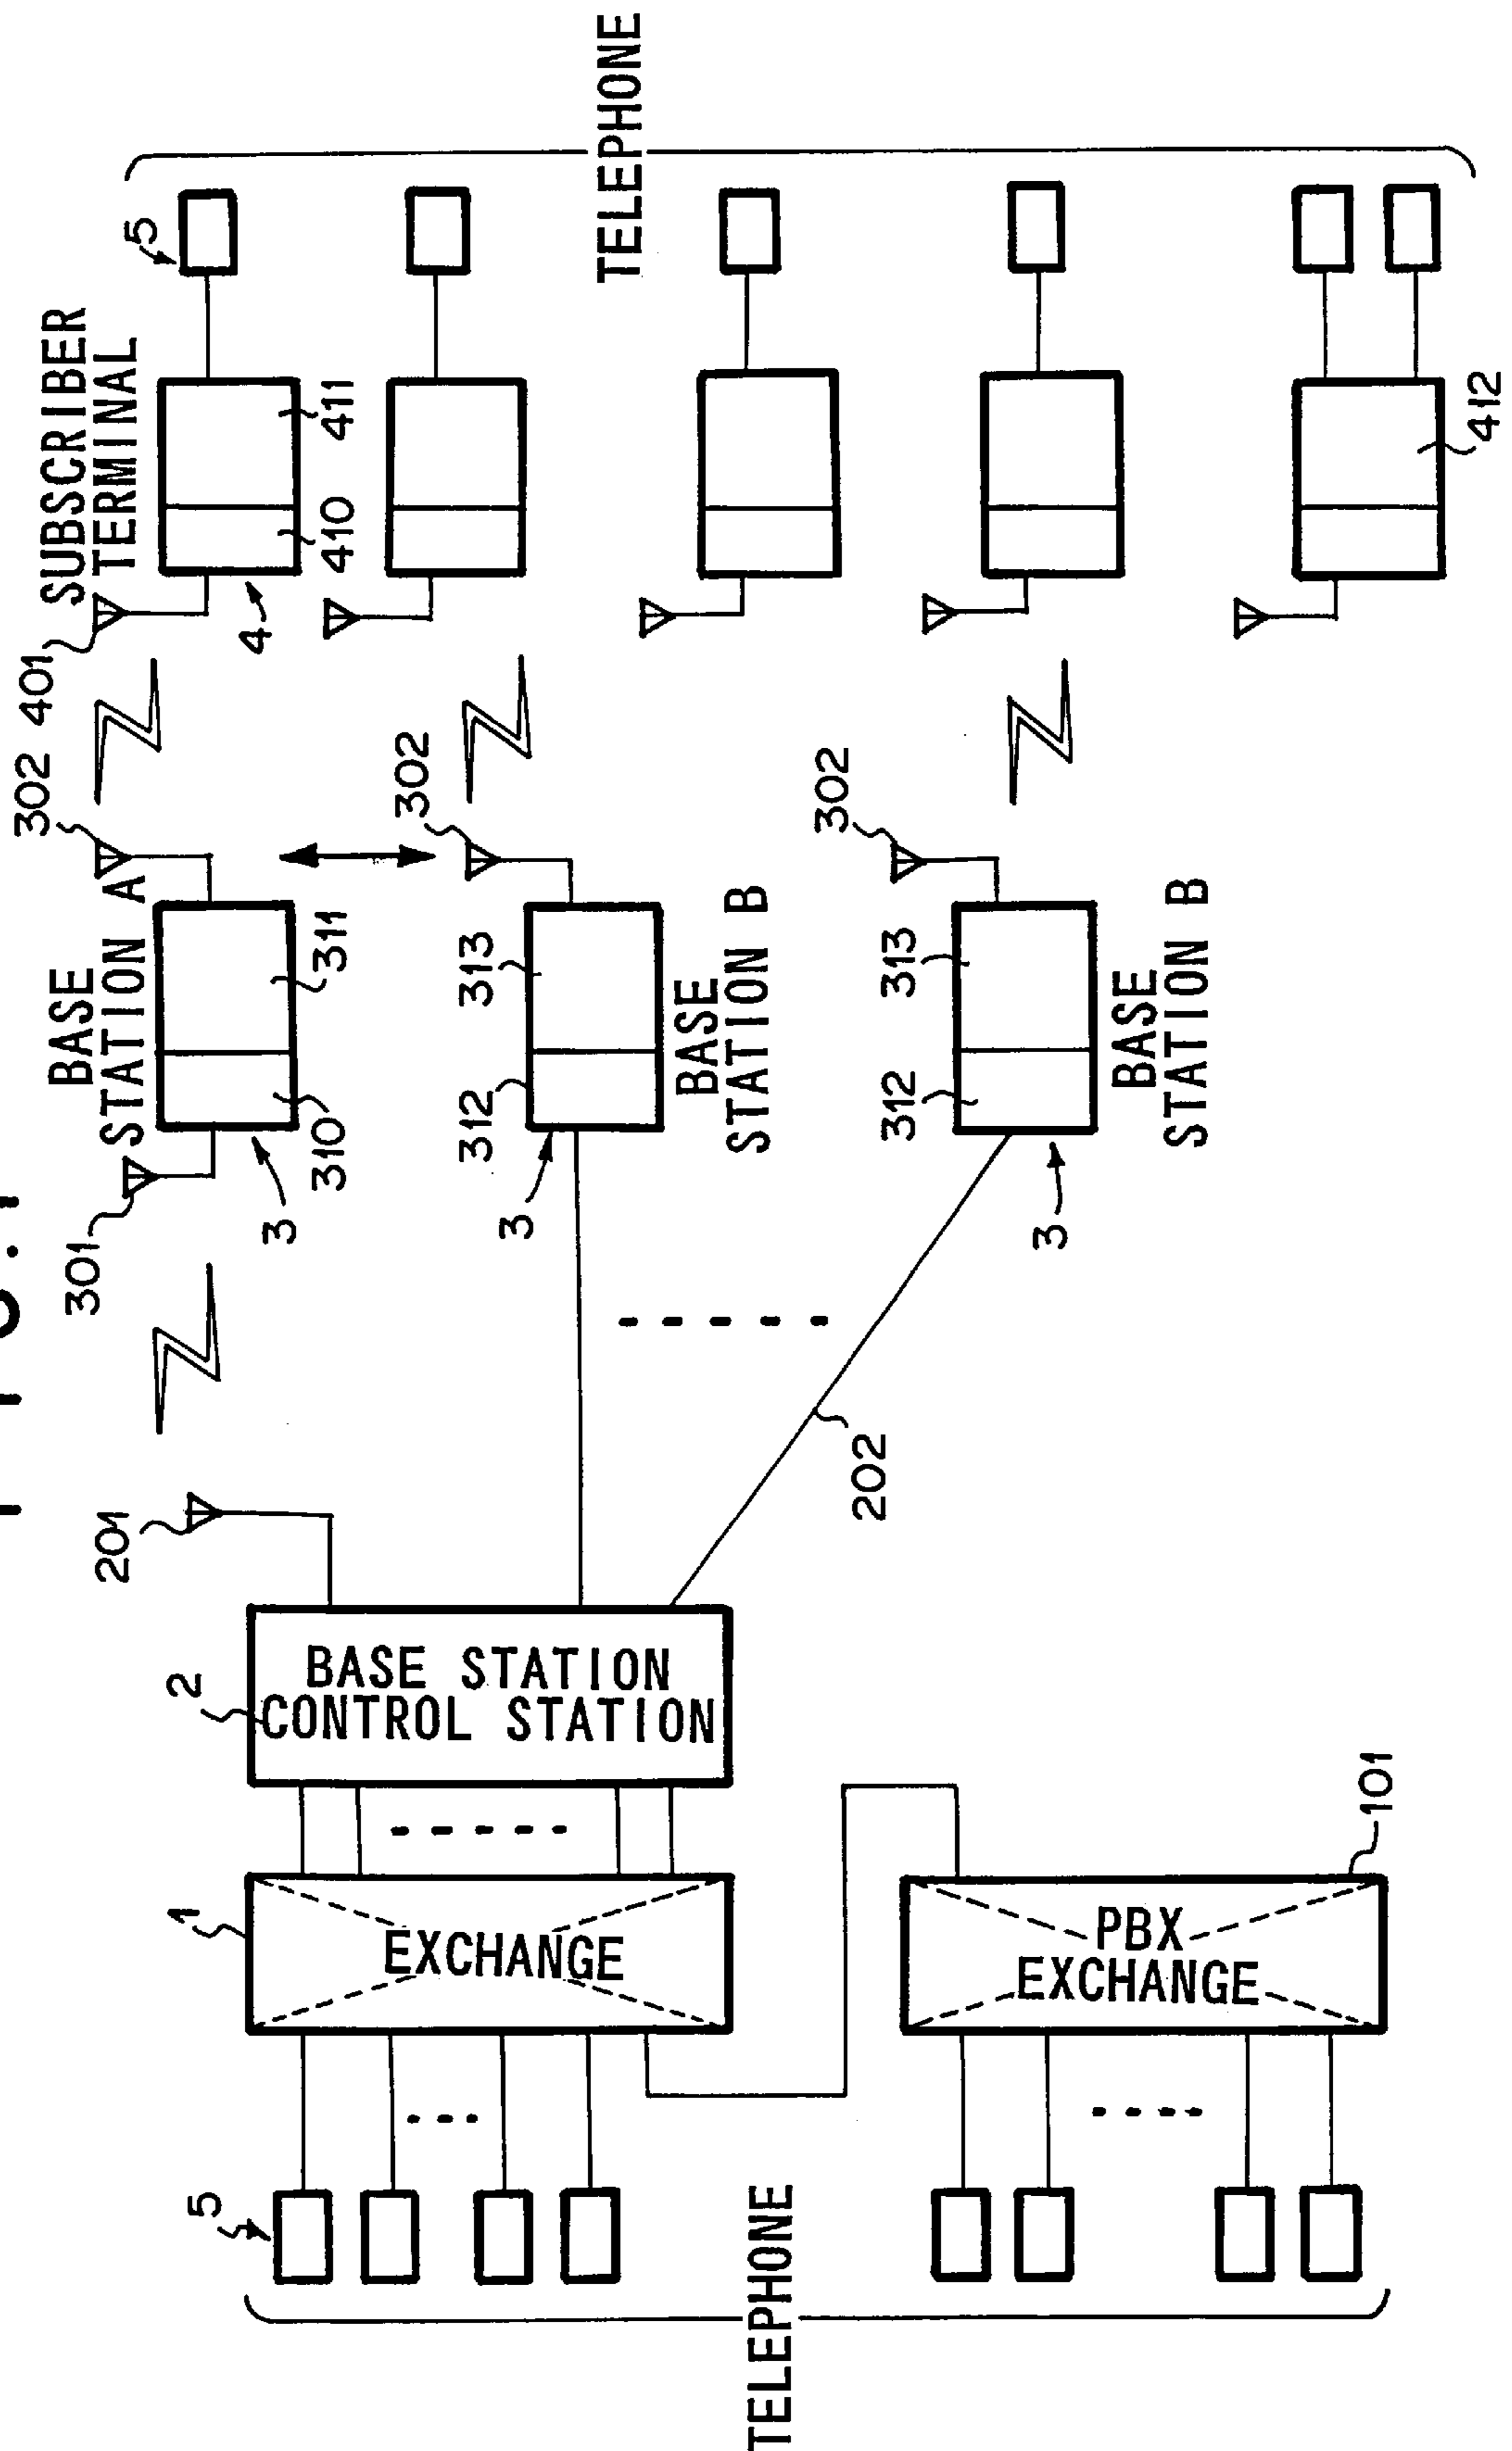 SUBSCRIBER
TERMINAL
302 401
5
BASE
STATION A
301
201
4
410
411
3
310
311
302
TELEPHONE
2
BASE STATION
CONTROL STATION
1
EXCHANGE
5
312
313
3
BASE
STATION B
302
202
312
313
3
BASE
STATION B
412
PBX
EXCHANGE
101
TELEPHONE